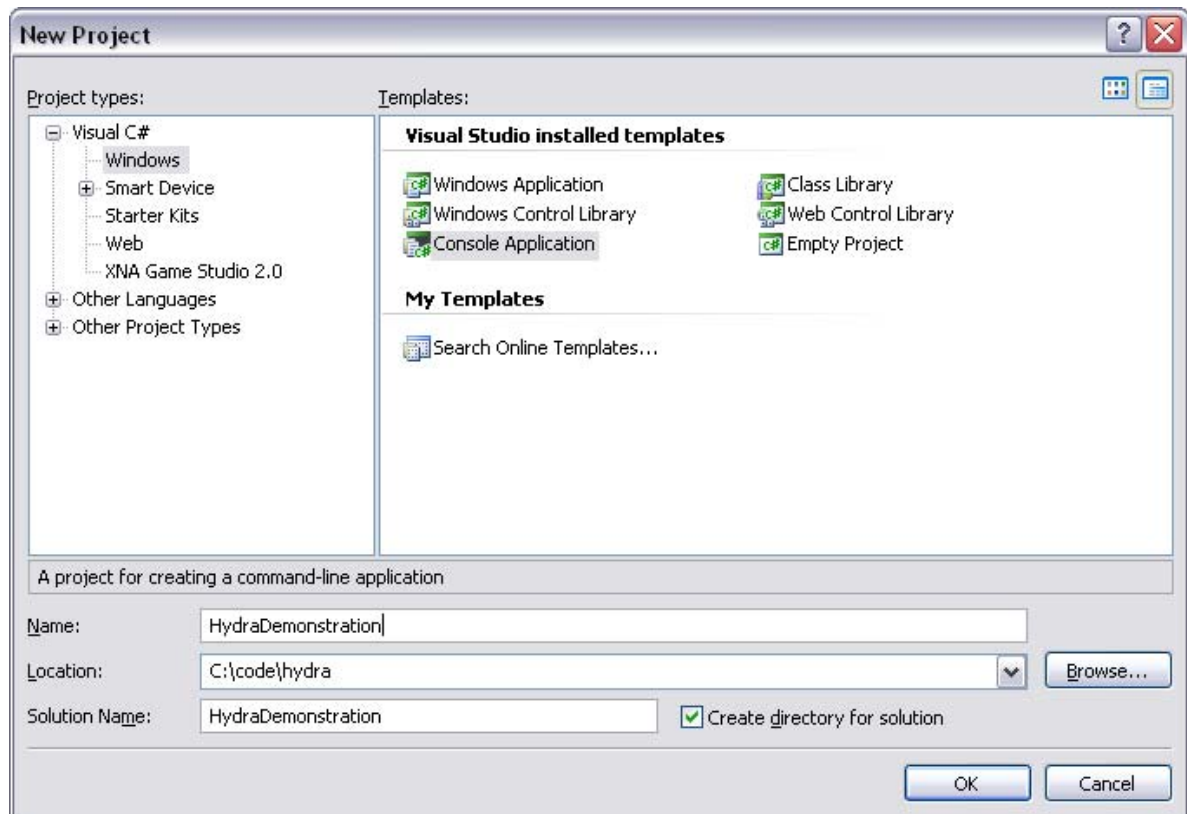 New Project
Project types:
Templates:
Visual C#
Windows
Smart Device
Starter Kits
Web
XNA Game Studio 2.0
Other Languages
Other Project Types
Visual Studio installed templates
Windows Application
Class Library
Windows Control Library
Web Control Library
Console Application
Empty Project
My Templates
Search Online Templates...
A project for creating a command-line application
Name:
HydraDemonstration
Location:
C:\code\hydra
Browse...
Solution Name:
HydraDemonstration
Create directory for solution
OK
Cancel